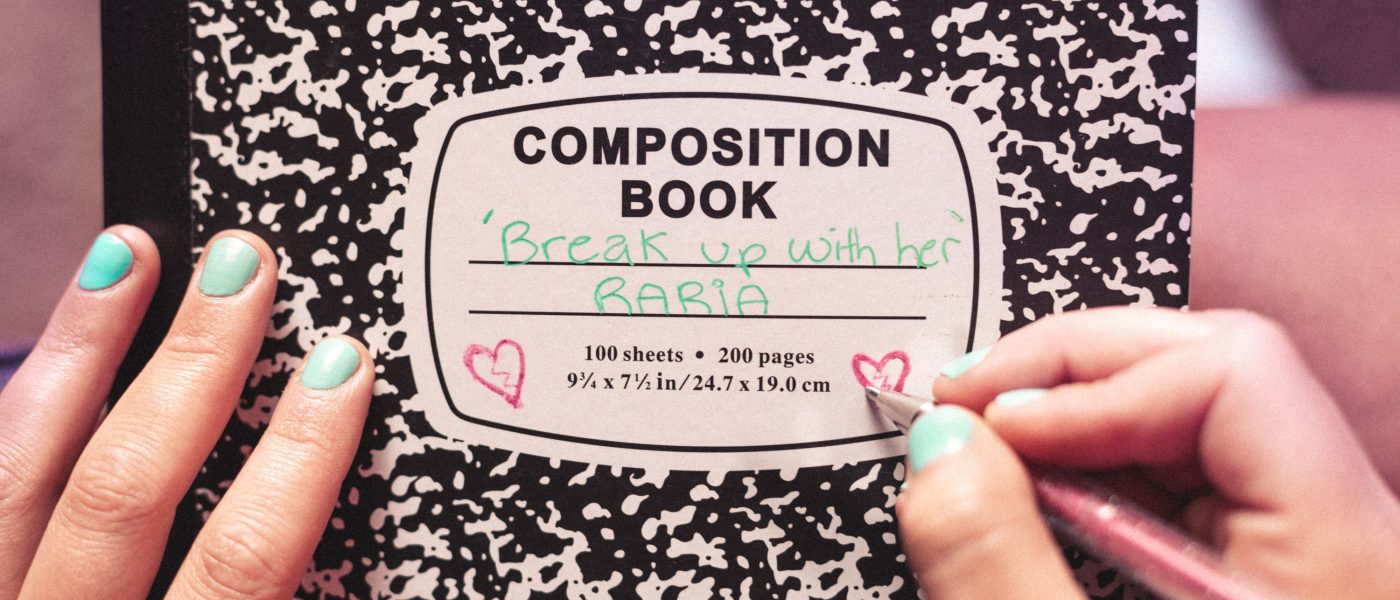 COMPOSITION
BOOK
'Break up with her'
RABIA
100 sheets • 200 pages
9¾ x 7½ in/24.7 x 19.0 cm